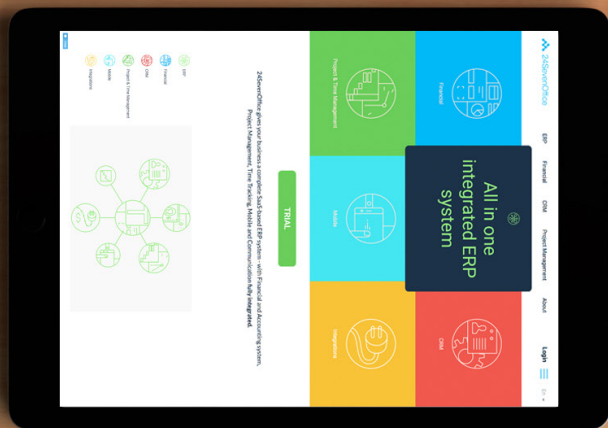 24SevenOffice
ERP
Financial
CRM
Project Management
About
Login
En
Financial
All in one
integrated ERP
system
CRM
Project & Time Management
Mobile
Integrations
TRIAL
24SevenOffice gives your business a complete SaaS-based ERP system - with Financial and Accounting system,
Project Management, Time Tracking, Mobile and Communication fully integrated.
ERP
Financial
CRM
Project & Time Management
Mobile
Integrations